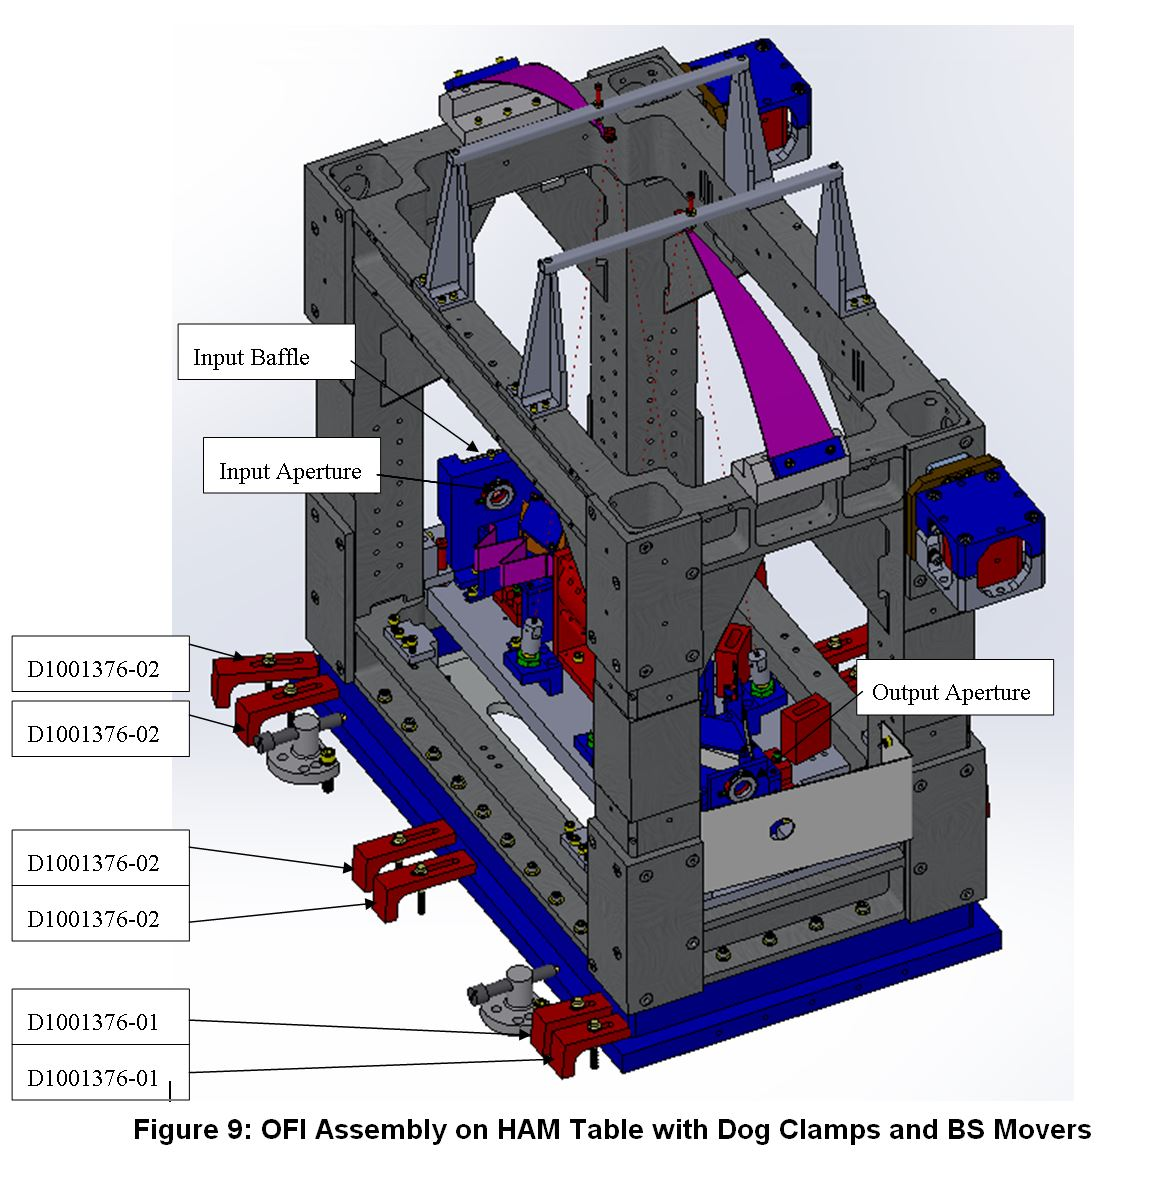 Input Baffle
Input Aperture
D1001376-02
D1001376-02
Output Aperture
D1001376-02
D1001376-02
D1001376-01
D1001376-01
Figure 9: OFI Assembly on HAM Table with Dog Clamps and BS Movers